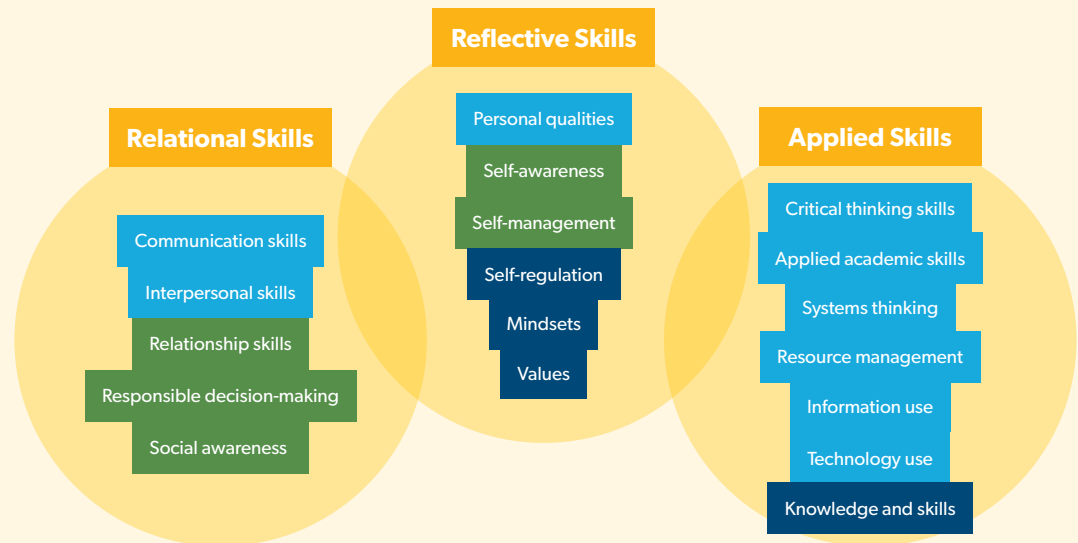 Relational Skills
Communication skills
Interpersonal skills
Relationship skills
Responsible decision-making
Social awareness
Reflective Skills
Personal qualities
Self-awareness
Self-management
Self-regulation
Mindsets
Values
Applied Skills
Critical thinking skills
Applied academic skills
Systems thinking
Resource management
Information use
Technology use
Knowledge and skills